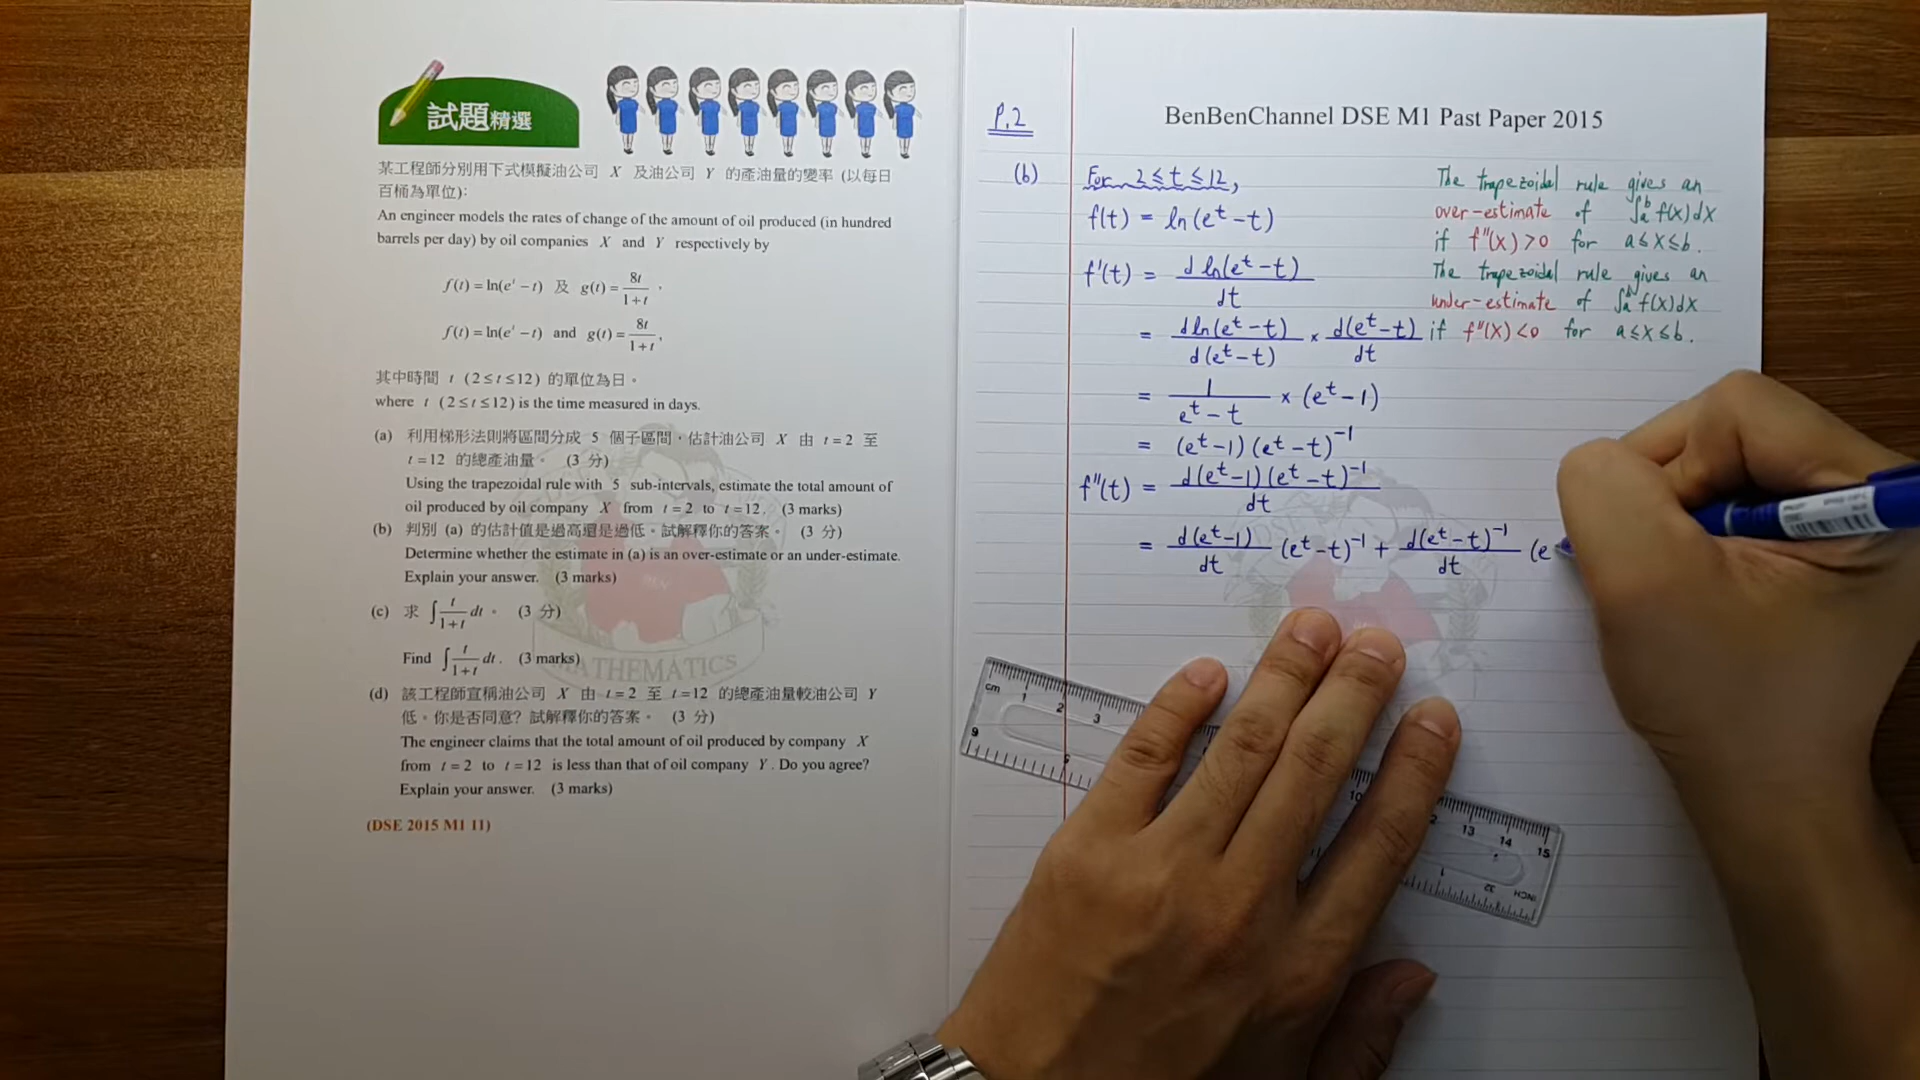 試題精選
某工程師分別用下式模擬油公司 X 及油公司 Y 的產油量的變率 (以每日
百桶為單位):
An engineer models the rates of change of the amount of oil produced (in hundred
barrels per day) by oil companies X and Y respectively by
f(t) = ln(e^t − t) 及 g(t) = 8t/(1+t) ,
f(t) = ln(e^t − t) and g(t) = 8t/(1+t),
其中時間 t (2 ≤ t ≤ 12) 的單位為日。
where t (2 ≤ t ≤ 12) is the time measured in days.
(a) 利用梯形法則將區間分成 5 個子區間,估計油公司 X 由 t = 2 至
t = 12 的總產油量。 (3 分)
Using the trapezoidal rule with 5 sub-intervals, estimate the total amount of
oil produced by oil company X from t = 2 to t = 12. (3 marks)
(b) 判別 (a) 的估計值是過高還是過低。試解釋你的答案。 (3 分)
Determine whether the estimate in (a) is an over-estimate or an under-estimate.
Explain your answer. (3 marks)
(c) 求 ∫ t/(1+t) dt 。 (3 分)
Find ∫ t/(1+t) dt . (3 marks)
MATHEMATICS
(d) 該工程師宣稱油公司 X 由 t = 2 至 t = 12 的總產油量較油公司 Y
低。你是否同意? 試解釋你的答案。 (3 分)
The engineer claims that the total amount of oil produced by company X
from t = 2 to t = 12 is less than that of oil company Y . Do you agree?
Explain your answer. (3 marks)
(DSE 2015 M1 11)
P.2
BenBenChannel DSE M1 Past Paper 2015
(b) For 2 ≤ t ≤ 12,
f(t) = ln(e^t − t)
f'(t) = d ln(e^t − t)/dt
= d ln(e^t − t)/d(e^t − t) × d(e^t − t)/dt
= 1/(e^t − t) × (e^t − 1)
= (e^t − 1)(e^t − t)^−1
f''(t) = d(e^t − 1)(e^t − t)^−1/dt
= d(e^t − 1)/dt (e^t − t)^−1 + d(e^t − t)^−1/dt (e
The trapezoidal rule gives an
over-estimate of ∫_a^b f(x)dx
if f''(x) > 0 for a ≤ x ≤ b.
The trapezoidal rule gives an
under-estimate of ∫_a^b f(x)dx
if f''(x) < 0 for a ≤ x ≤ b.
cm 1 2 3
9
10
13 14 15
INCH